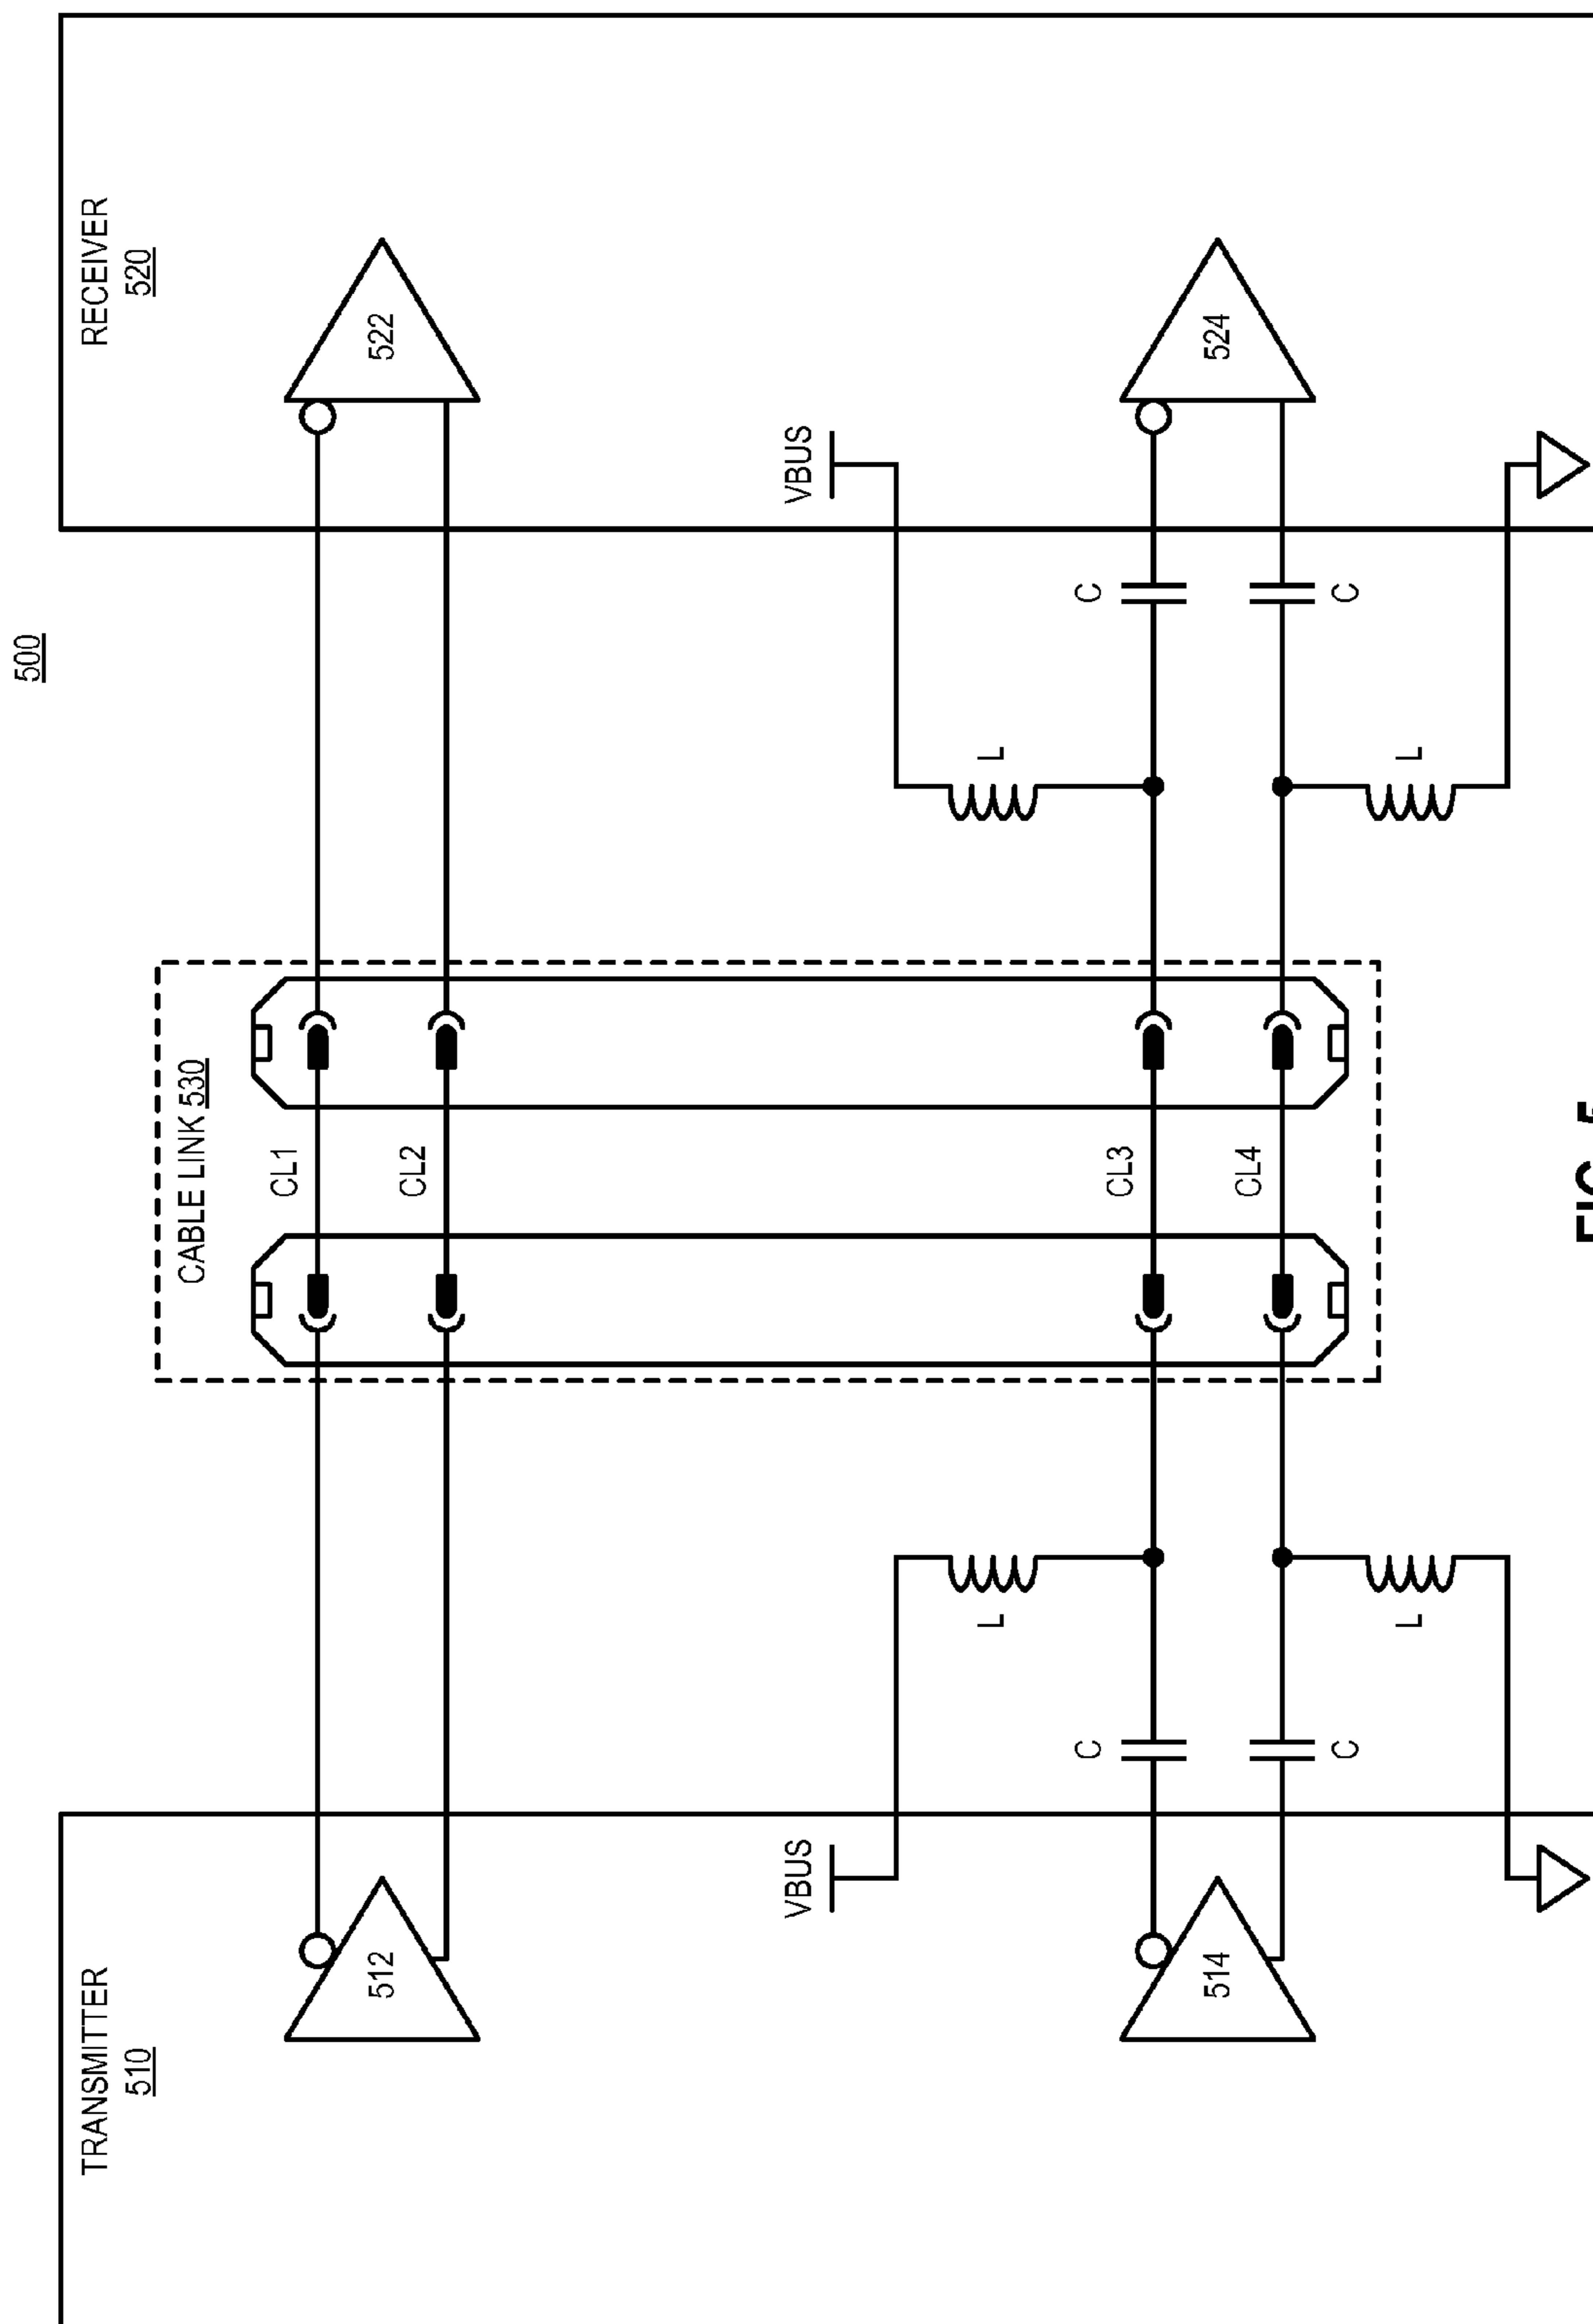 500
TRANSMITTER
510
RECEIVER
520
CABLE LINK 530
512
CL1
522
CL2
VBUS
VBUS
L
L
C
C
514
CL3
524
CL4
C
C
L
L